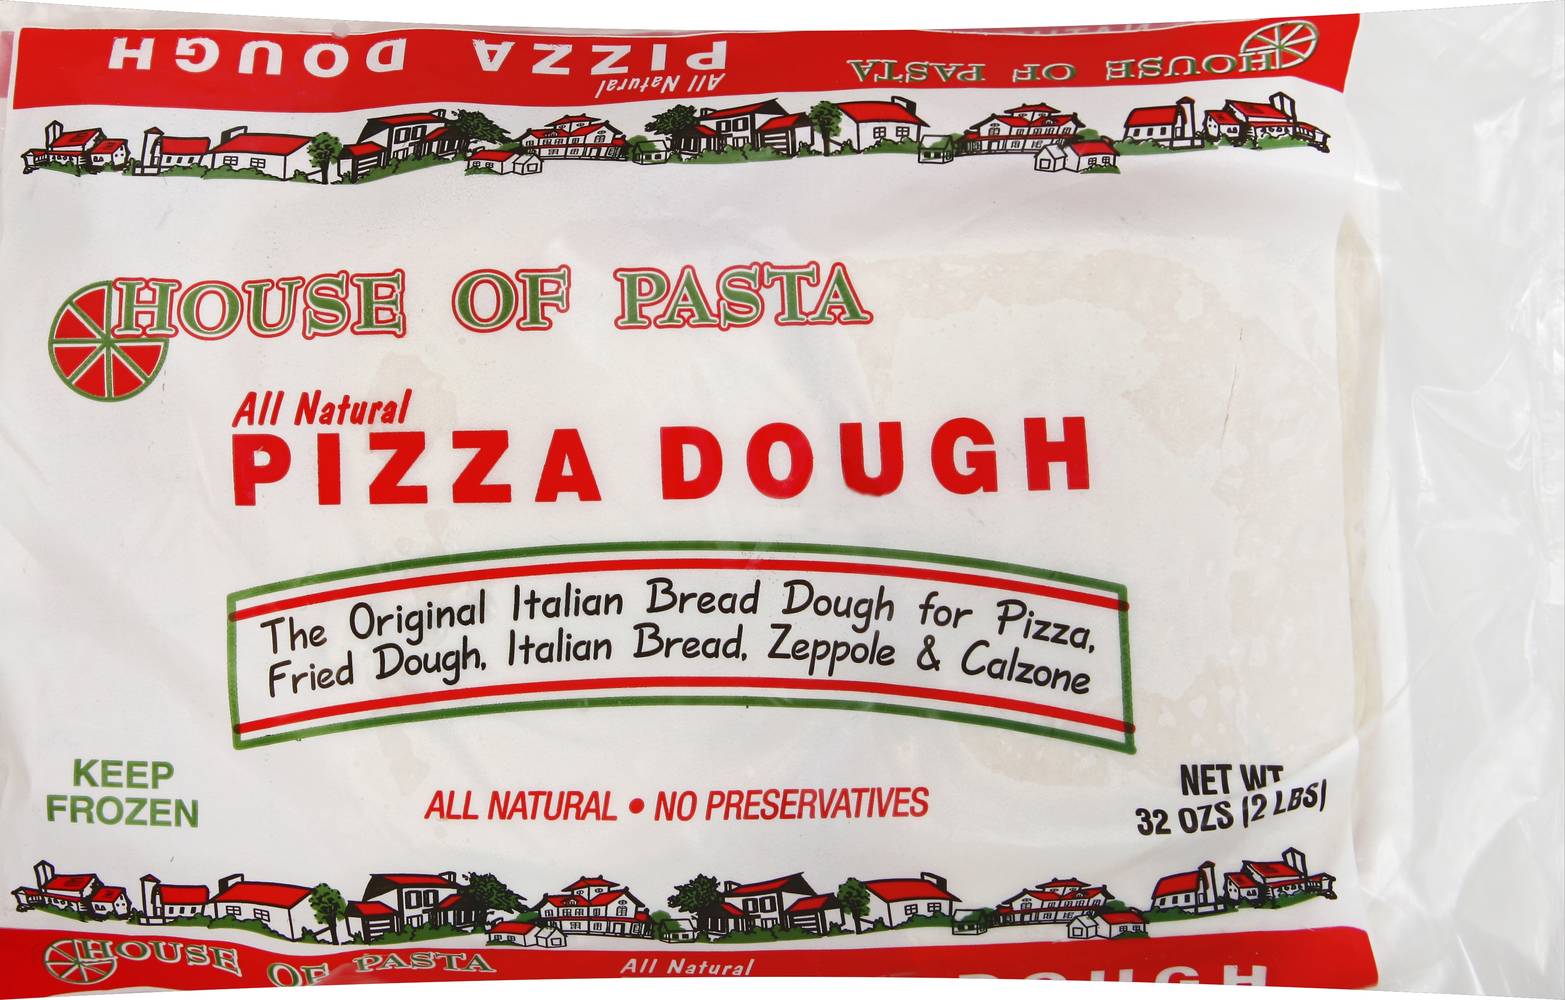 PIZZA DOUGH
All Natural
HOUSE OF PASTA
HOUSE OF PASTA
All Natural
PIZZA DOUGH
The Original Italian Bread Dough for Pizza,
Fried Dough, Italian Bread, Zeppole & Calzone
KEEP
FROZEN
ALL NATURAL • NO PRESERVATIVES
NET WT
32 OZS (2 LBS)
HOUSE OF PASTA
All Natural
DOUGH